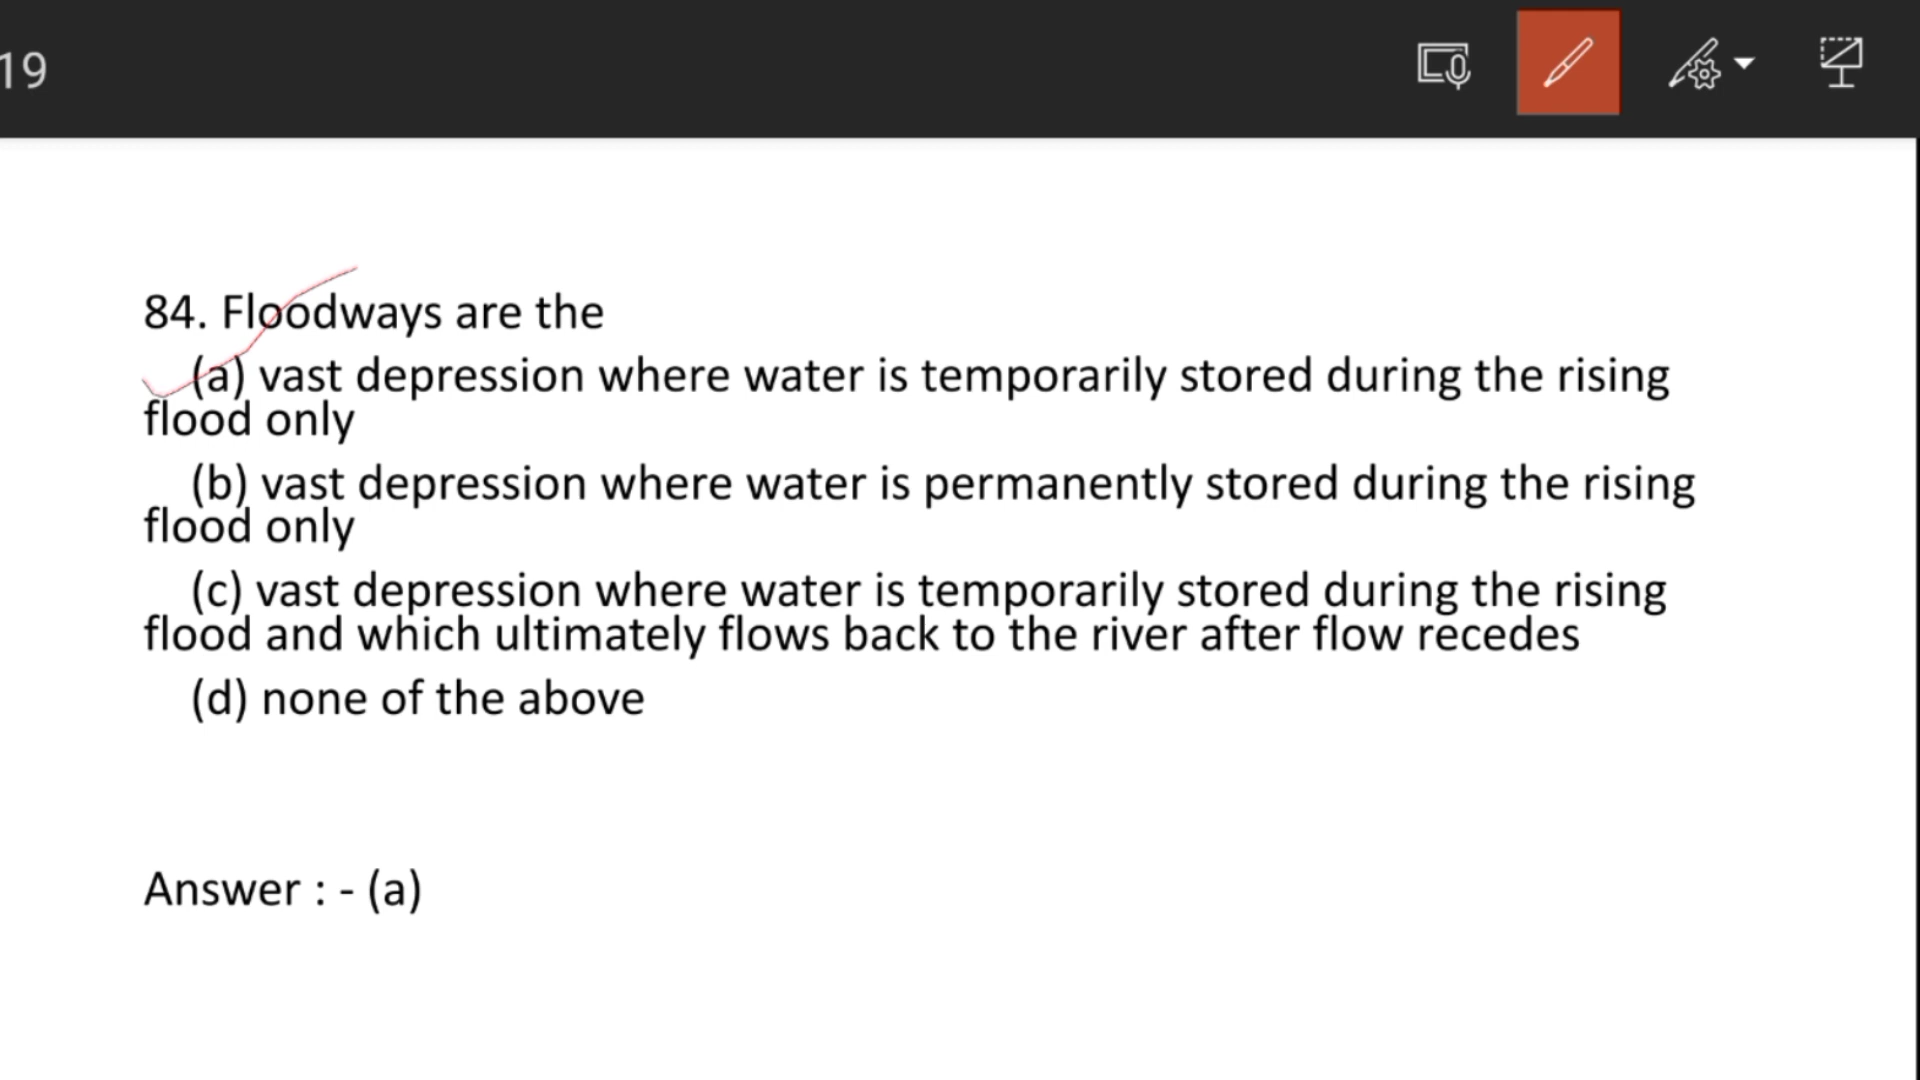 19
84. Floodways are the
(a) vast depression where water is temporarily stored during the rising
flood only
(b) vast depression where water is permanently stored during the rising
flood only
(c) vast depression where water is temporarily stored during the rising
flood and which ultimately flows back to the river after flow recedes
(d) none of the above
Answer : - (a)